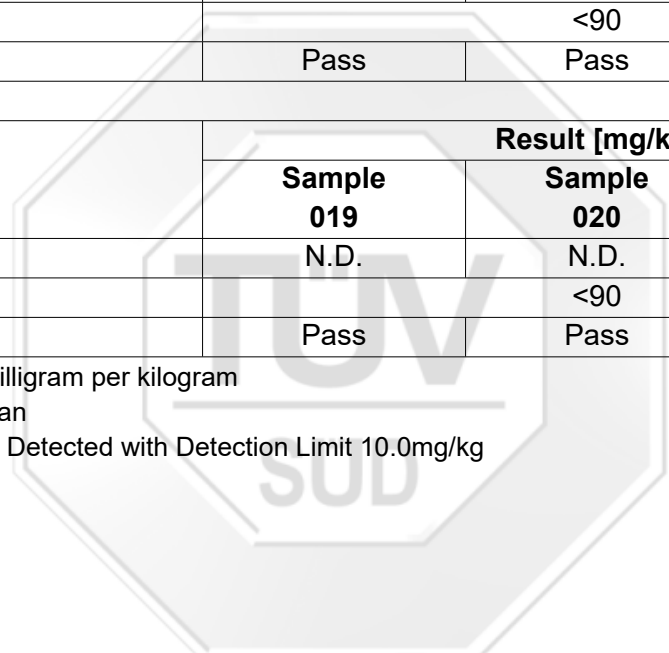 <90
Pass Pass
Result [mg/k
Sample Sample
019 020
N.D. N.D.
<90
Pass Pass
illigram per kilogram
an
Detected with Detection Limit 10.0mg/kg
TÜV
SÜD